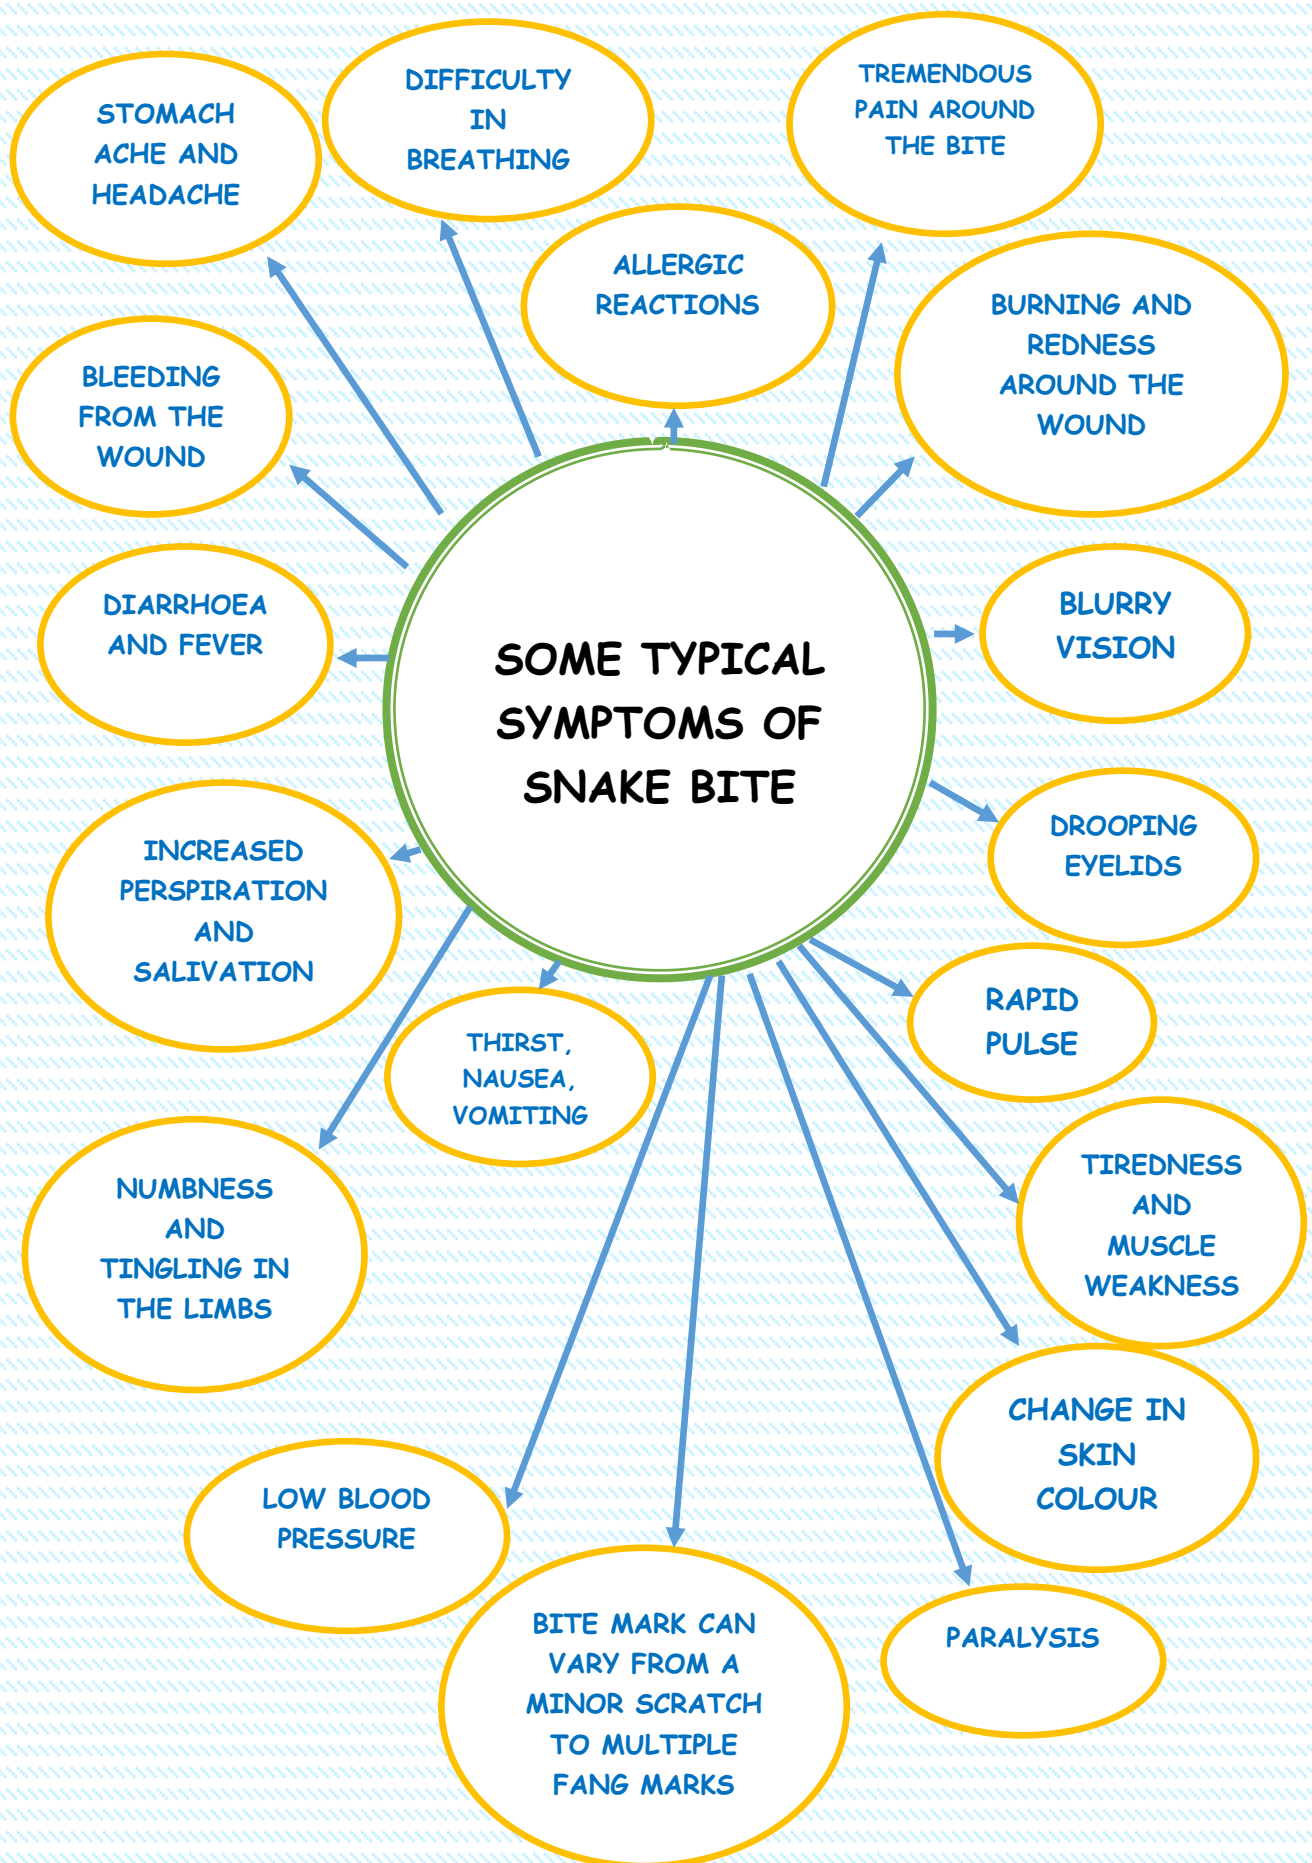 STOMACH
ACHE AND
HEADACHE
DIFFICULTY
IN
BREATHING
TREMENDOUS
PAIN AROUND
THE BITE
ALLERGIC
REACTIONS
BURNING AND
REDNESS
AROUND THE
WOUND
BLEEDING
FROM THE
WOUND
DIARRHOEA
AND FEVER
BLURRY
VISION
SOME TYPICAL
SYMPTOMS OF
SNAKE BITE
DROOPING
EYELIDS
INCREASED
PERSPIRATION
AND
SALIVATION
RAPID
PULSE
THIRST,
NAUSEA,
VOMITING
TIREDNESS
AND
MUSCLE
WEAKNESS
NUMBNESS
AND
TINGLING IN
THE LIMBS
CHANGE IN
SKIN
COLOUR
LOW BLOOD
PRESSURE
BITE MARK CAN
VARY FROM A
MINOR SCRATCH
TO MULTIPLE
FANG MARKS
PARALYSIS